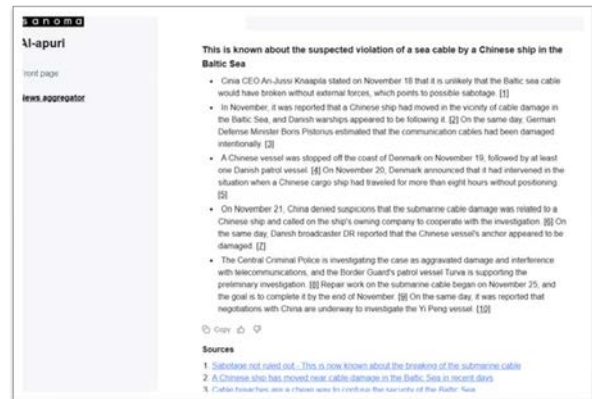 sanoma
AI-apuri
Front page
News aggregator
This is known about the suspected violation of a sea cable by a Chinese ship in the
Baltic Sea
• Cinia CEO Ari-Jussi Knaapila stated on November 18 that it is unlikely that the Baltic sea cable
would have broken without external forces, which points to possible sabotage. [1]
• In November, it was reported that a Chinese ship had moved in the vicinity of cable damage in
the Baltic Sea, and Danish warships appeared to be following it. [2] On the same day, German
Defense Minister Boris Pistorius estimated that the communication cables had been damaged
intentionally. [3]
• A Chinese vessel was stopped off the coast of Denmark on November 19, followed by at least
one Danish patrol vessel. [4] On November 20, Denmark announced that it had intervened in the
situation when a Chinese cargo ship had traveled for more than eight hours without positioning.
[5]
• On November 21, China denied suspicions that the submarine cable damage was related to a
Chinese ship and called on the ship's owning company to cooperate with the investigation. [6] On
the same day, Danish broadcaster DR reported that the Chinese vessel's anchor appeared to be
damaged. [7]
• The Central Criminal Police is investigating the case as aggravated damage and interference
with telecommunications, and the Border Guard's patrol vessel Turva is supporting the
preliminary investigation. [8] Repair work on the submarine cable began on November 25, and
the goal is to complete it by the end of November. [9] On the same day, it was reported that
negotiations with China are underway to investigate the Yi Peng vessel. [10]
Copy
Sources
1. Sabotage not ruled out - This is now known about the breaking of the submarine cable
2. A Chinese ship has moved near cable damage in the Baltic Sea in recent days
3. Cable breaches are a cheap way to confuse the security of the Baltic Sea